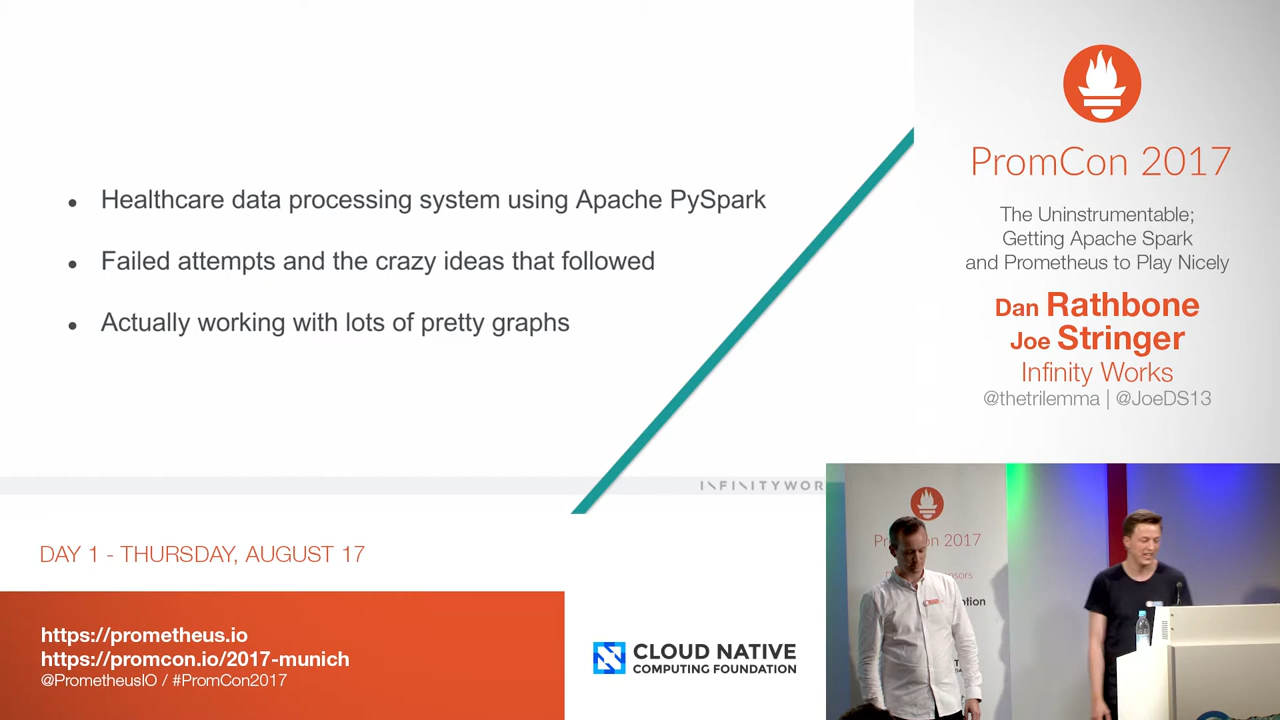 • Healthcare data processing system using Apache PySpark
• Failed attempts and the crazy ideas that followed
• Actually working with lots of pretty graphs
INFINITYWOR
DAY 1 - THURSDAY, AUGUST 17
https://prometheus.io
https://promcon.io/2017-munich
@PrometheusIO / #PromCon2017
CLOUD NATIVE
COMPUTING FOUNDATION
PromCon 2017
The Uninstrumentable;
Getting Apache Spark
and Prometheus to Play Nicely
Dan Rathbone
Joe Stringer
Infinity Works
@thetrilemma | @JoeDS13
2017